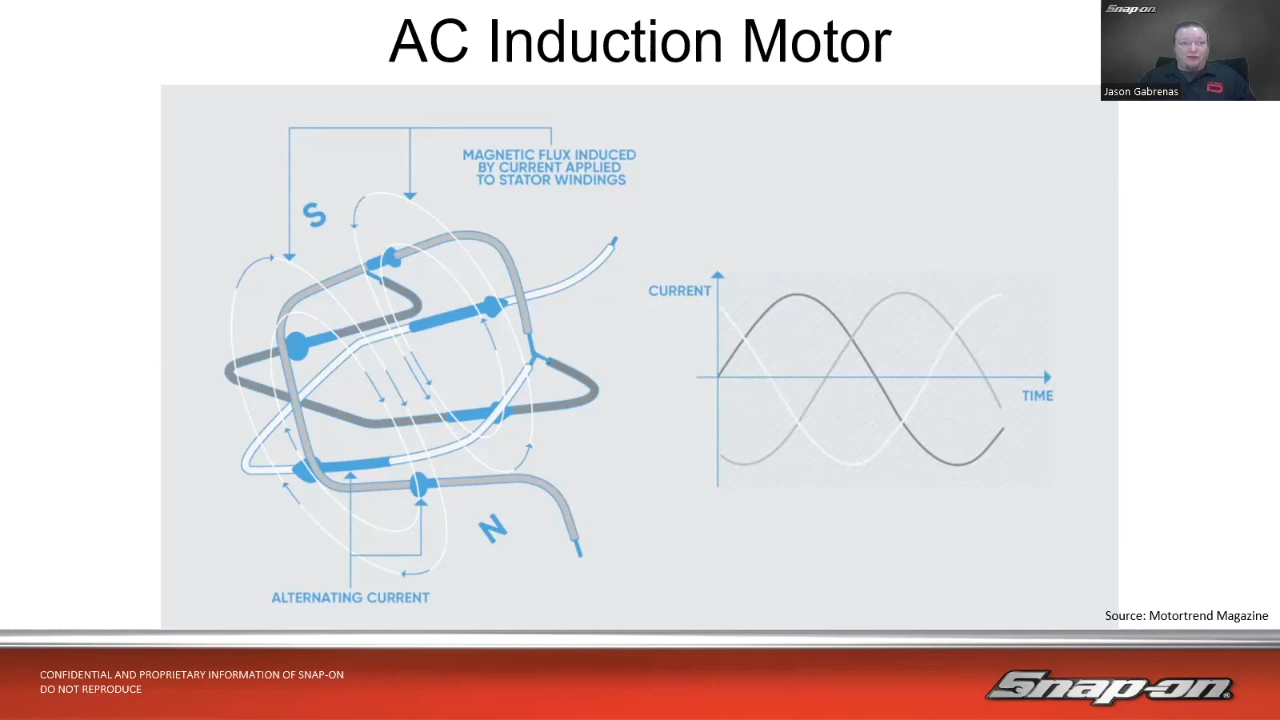 AC Induction Motor
Snap-on
Jason Gabrenas
MAGNETIC FLUX INDUCED
BY CURRENT APPLIED
TO STATOR WINDINGS
S
CURRENT
TIME
N
ALTERNATING CURRENT
Source: Motortrend Magazine
CONFIDENTIAL AND PROPRIETARY INFORMATION OF SNAP-ON
DO NOT REPRODUCE
Snap-on®